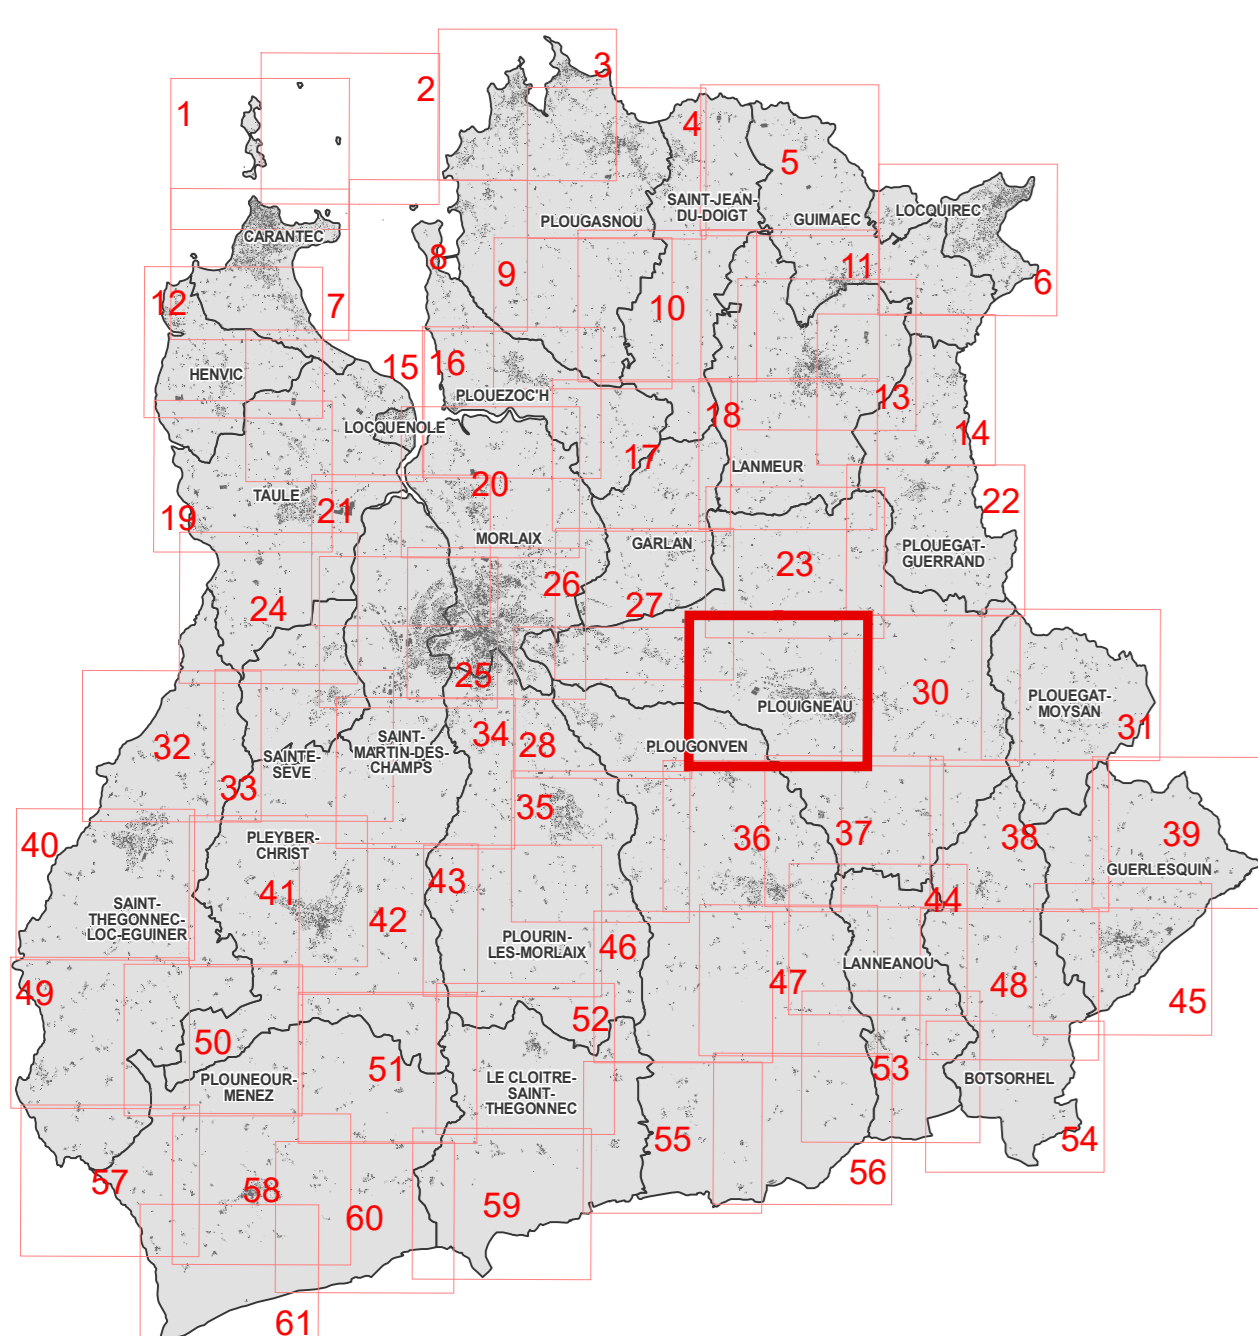 3
2
1
4
5
SAINT-JEAN-
DU-DOIGT
PLOUGASNOU
GUIMAEC
LOCQUIREC
CARANTEC
8
9
11
6
12
7
10
15
16
HENVIC
PLOUEZOC'H
13
18
14
LOCQUENOLE
17
LANMEUR
20
TAULE
21
19
22
MORLAIX
GARLAN
PLOUEGAT-
GUERRAND
23
26
27
24
25
30
PLOUEGAT-
MOYSAN
31
PLOUIGNEAU
34
28
PLOUGONVEN
32
SAINT-
MARTIN-DES-
CHAMPS
SAINTE-
SEVE
33
35
40
PLEYBER-
CHRIST
36
37
38
39
GUERLESQUIN
41
42
43
44
SAINT-
THEGONNEC-
LOC-EGUINER
PLOURIN-
LES-MORLAIX
46
LANNEANOU
47
48
49
45
52
50
51
53
PLOUNEOUR-
MENEZ
LE CLOITRE-
SAINT-
THEGONNEC
BOTSORHEL
55
54
57
56
58
59
60
61